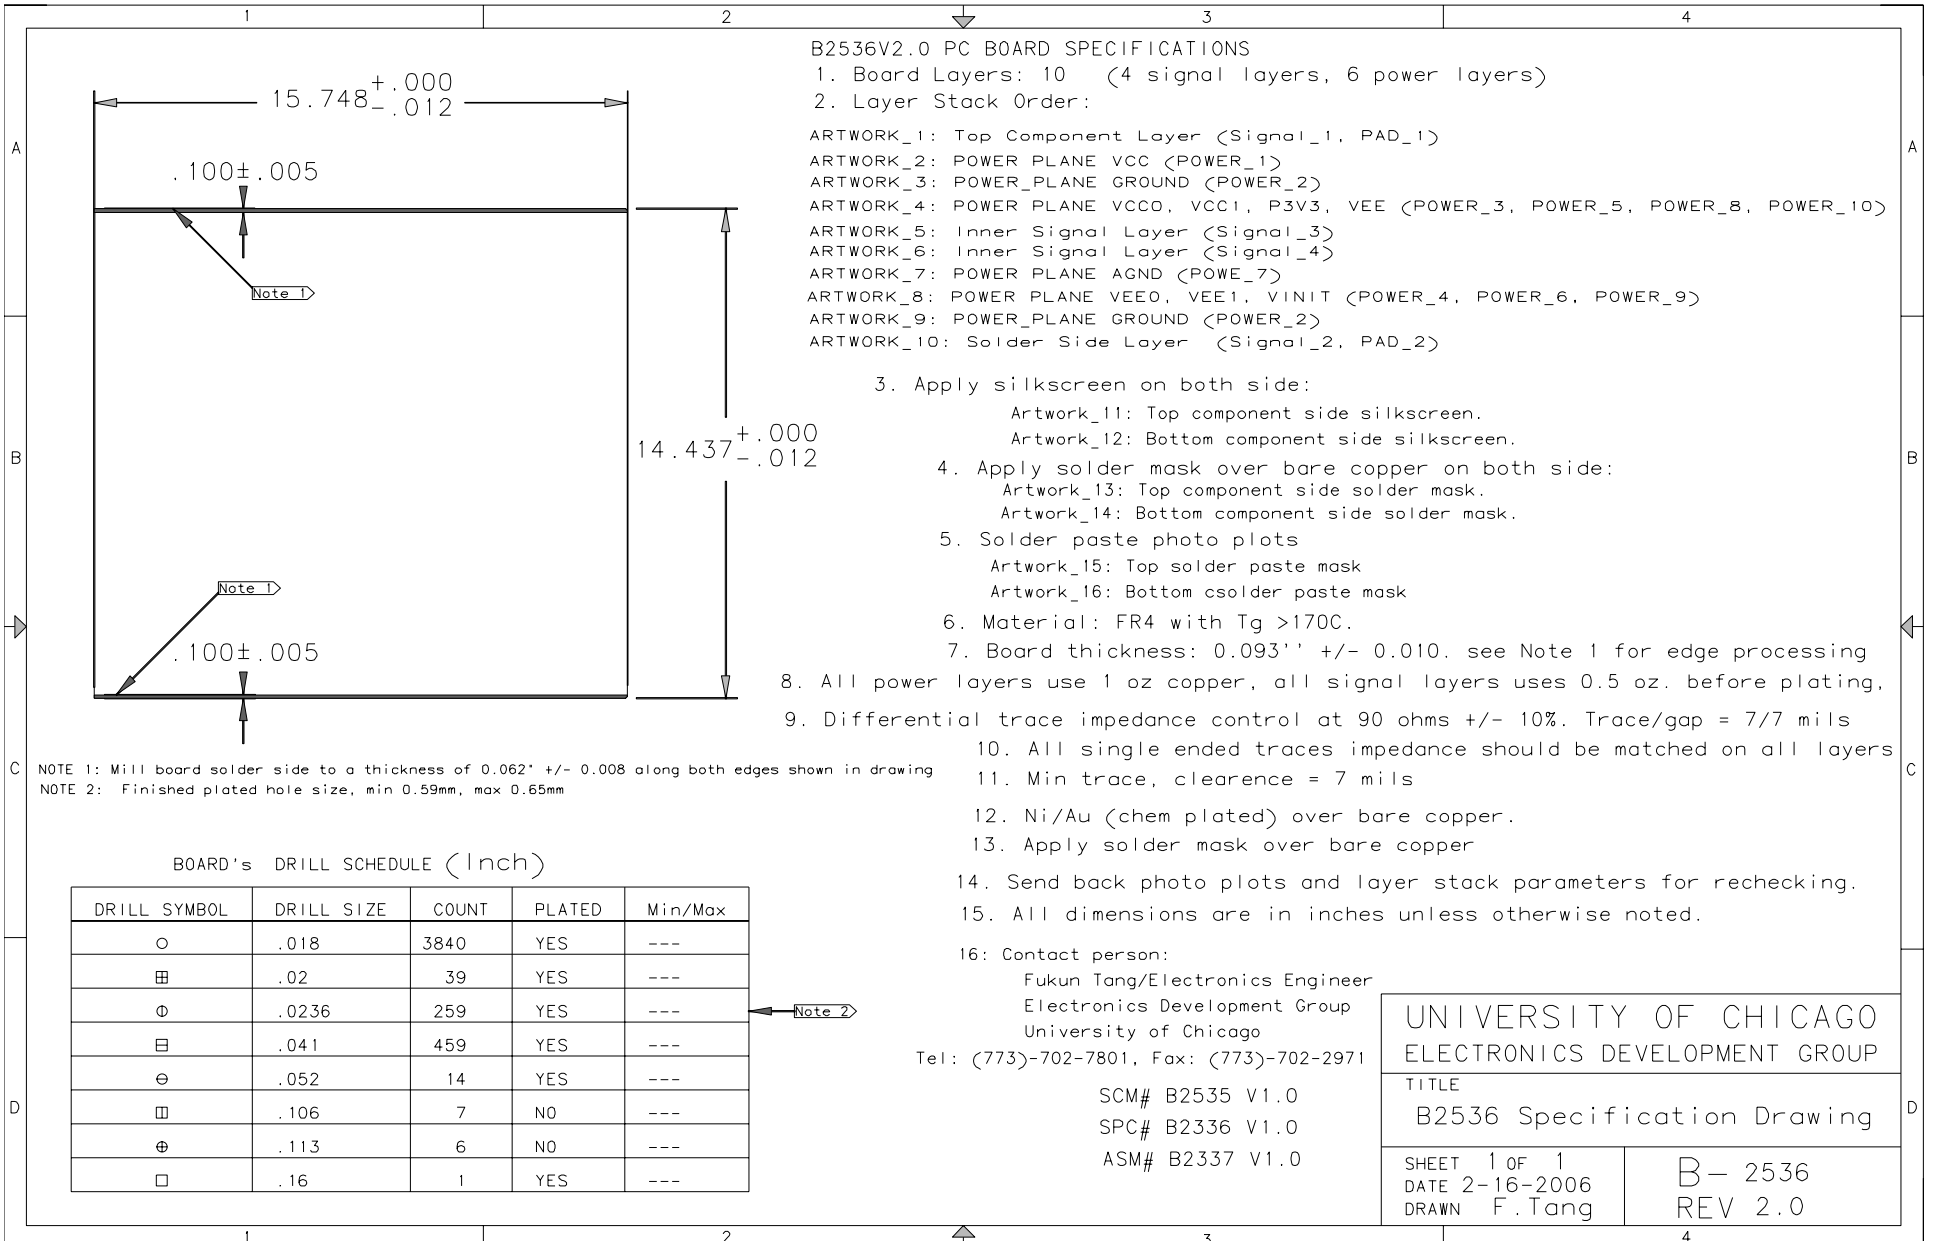 1 2 3 4
A
B
C
D
A
B
C
D
1 2 3 4
15.748 +.000 -.012
.100±.005
Note 1
14.437 +.000 -.012
Note 1
.100±.005
NOTE 1: Mill board solder side to a thickness of 0.062" +/- 0.008 along both edges shown in drawing
NOTE 2: Finished plated hole size, min 0.59mm, max 0.65mm
BOARD's DRILL SCHEDULE (Inch)
DRILL SYMBOL DRILL SIZE COUNT PLATED Min/Max
.018 3840 YES ---
.02 39 YES ---
.0236 259 YES ---
Note 2
.041 459 YES ---
.052 14 YES ---
.106 7 NO ---
.113 6 NO ---
.16 1 YES ---
B2536V2.0 PC BOARD SPECIFICATIONS
1. Board Layers: 10 (4 signal layers, 6 power layers)
2. Layer Stack Order:
ARTWORK_1: Top Component Layer (Signal_1, PAD_1)
ARTWORK_2: POWER PLANE VCC (POWER_1)
ARTWORK_3: POWER_PLANE GROUND (POWER_2)
ARTWORK_4: POWER PLANE VCC0, VCC1, P3V3, VEE (POWER_3, POWER_5, POWER_8, POWER_10)
ARTWORK_5: Inner Signal Layer (Signal_3)
ARTWORK_6: Inner Signal Layer (Signal_4)
ARTWORK_7: POWER PLANE AGND (POWE_7)
ARTWORK_8: POWER PLANE VEE0, VEE1, VINIT (POWER_4, POWER_6, POWER_9)
ARTWORK_9: POWER_PLANE GROUND (POWER_2)
ARTWORK_10: Solder Side Layer (Signal_2, PAD_2)
3. Apply silkscreen on both side:
Artwork_11: Top component side silkscreen.
Artwork_12: Bottom component side silkscreen.
4. Apply solder mask over bare copper on both side:
Artwork_13: Top component side solder mask.
Artwork_14: Bottom component side solder mask.
5. Solder paste photo plots
Artwork_15: Top solder paste mask
Artwork_16: Bottom csolder paste mask
6. Material: FR4 with Tg >170C.
7. Board thickness: 0.093'' +/- 0.010. see Note 1 for edge processing
8. All power layers use 1 oz copper, all signal layers uses 0.5 oz. before plating,
9. Differential trace impedance control at 90 ohms +/- 10%. Trace/gap = 7/7 mils
10. All single ended traces impedance should be matched on all layers
11. Min trace, clearence = 7 mils
12. Ni/Au (chem plated) over bare copper.
13. Apply solder mask over bare copper
14. Send back photo plots and layer stack parameters for rechecking.
15. All dimensions are in inches unless otherwise noted.
16: Contact person:
Fukun Tang/Electronics Engineer
Electronics Development Group
University of Chicago
Tel: (773)-702-7801, Fax: (773)-702-2971
SCM# B2535 V1.0
SPC# B2336 V1.0
ASM# B2337 V1.0
UNIVERSITY OF CHICAGO
ELECTRONICS DEVELOPMENT GROUP
TITLE
B2536 Specification Drawing
SHEET 1 OF 1
DATE 2-16-2006
DRAWN F.Tang
B- 2536
REV 2.0